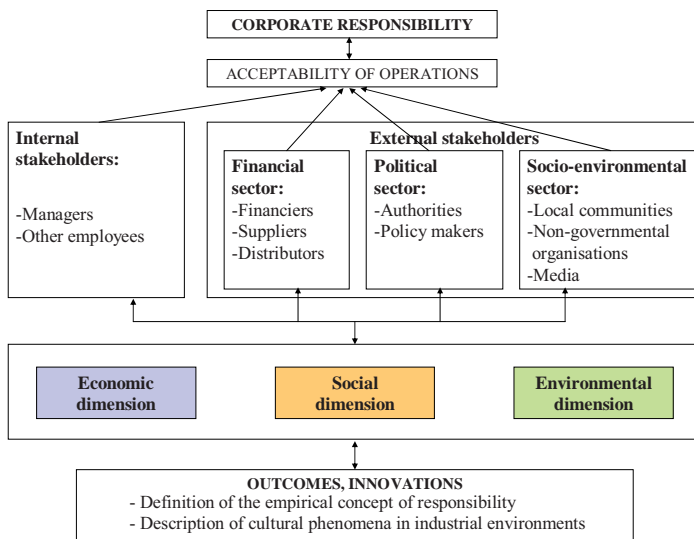 CORPORATE RESPONSIBILITY
ACCEPTABILITY OF OPERATIONS
Internal
stakeholders:
-Managers
-Other employees
External stakeholders
Financial
sector:
-Financiers
-Suppliers
-Distributors
Political
sector:
-Authorities
-Policy makers
Socio-environmental
sector:
-Local communities
-Non-governmental
organisations
-Media
Economic
dimension
Social
dimension
Environmental
dimension
OUTCOMES, INNOVATIONS
- Definition of the empirical concept of responsibility
- Description of cultural phenomena in industrial environments